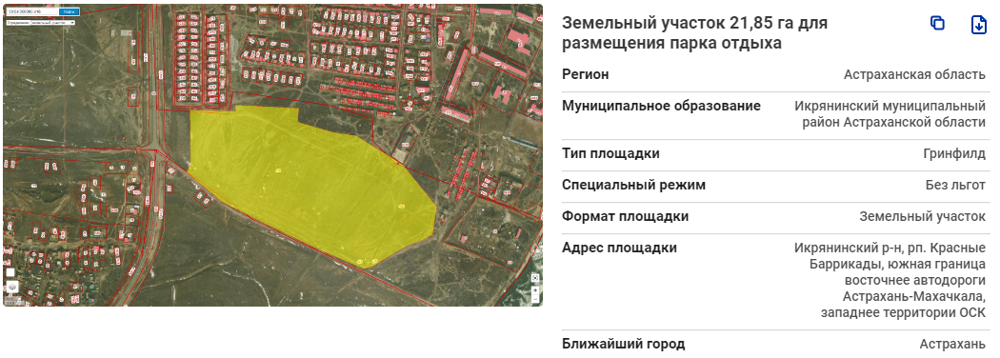 Найти
Земельный участок 21,85 га для
размещения парка отдыха
Регион
Астраханская область
Муниципальное образование
Икрянинский муниципальный
район Астраханской области
Тип площадки
Гринфилд
Специальный режим
Без льгот
Формат площадки
Земельный участок
Адрес площадки
Икрянинский р-н, рп. Красные
Баррикады, южная граница
восточнее автодороги
Астрахань-Махачкала,
западнее территории ОСК
Ближайший город
Астрахань